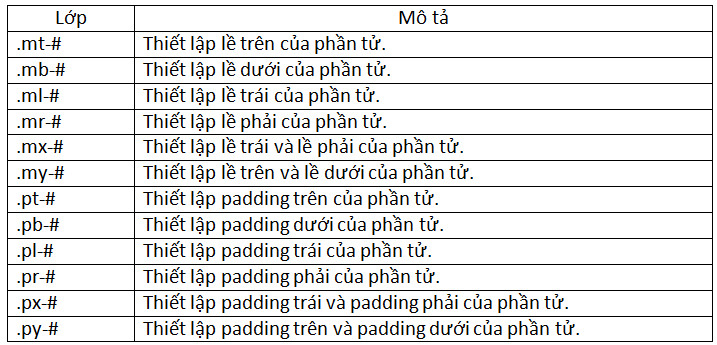 Lớp Mô tả
.mt-# Thiết lập lề trên của phần tử.
.mb-# Thiết lập lề dưới của phần tử.
.ml-# Thiết lập lề trái của phần tử.
.mr-# Thiết lập lề phải của phần tử.
.mx-# Thiết lập lề trái và lề phải của phần tử.
.my-# Thiết lập lề trên và lề dưới của phần tử.
.pt-# Thiết lập padding trên của phần tử.
.pb-# Thiết lập padding dưới của phần tử.
.pl-# Thiết lập padding trái của phần tử.
.pr-# Thiết lập padding phải của phần tử.
.px-# Thiết lập padding trái và padding phải của phần tử.
.py-# Thiết lập padding trên và padding dưới của phần tử.